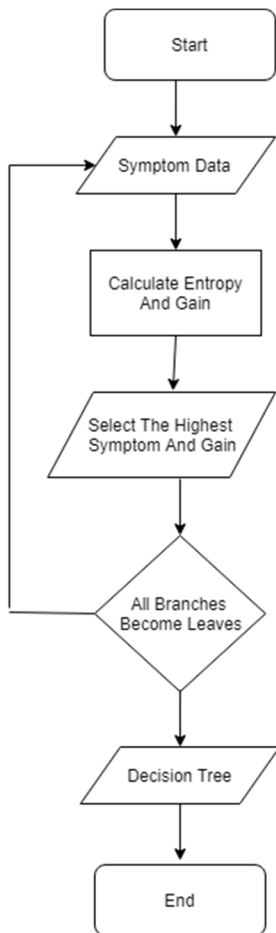 Start
Symptom Data
Calculate Entropy
And Gain
Select The Highest
Symptom And Gain
All Branches
Become Leaves
Decision Tree
End